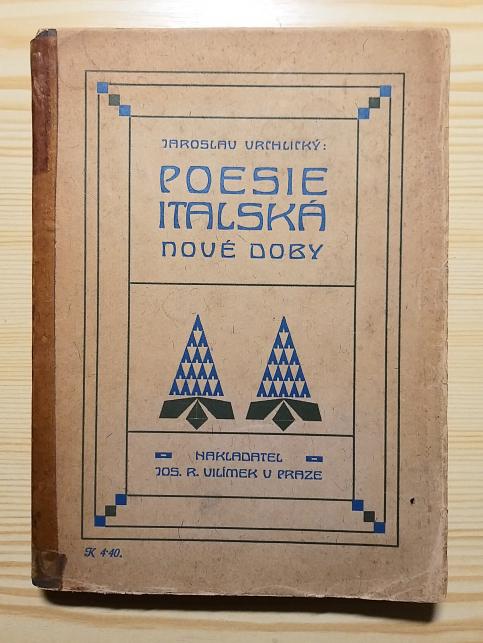 JAROSLAV VRCHLICKÝ:
POESIE
ITALSKÁ
NOVÉ DOBY
NAKLADATEL
JOS. R. VILÍMEK V PRAZE
K 4·40.